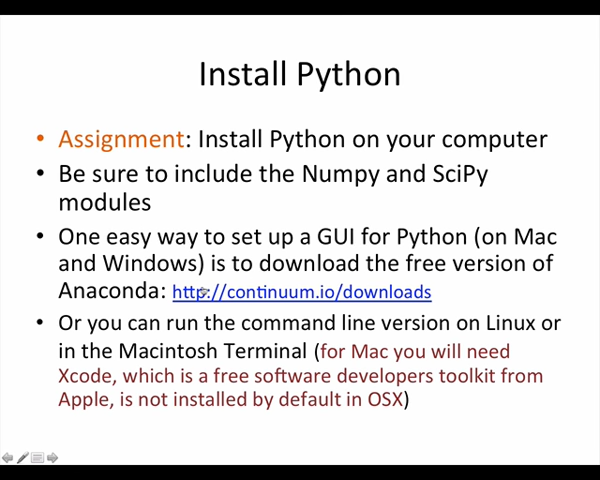 Install Python
• Assignment: Install Python on your computer
• Be sure to include the Numpy and SciPy
modules
• One easy way to set up a GUI for Python (on Mac
and Windows) is to download the free version of
Anaconda: http://continuum.io/downloads
• Or you can run the command line version on Linux or
in the Macintosh Terminal (for Mac you will need
Xcode, which is a free software developers toolkit from
Apple, is not installed by default in OSX)